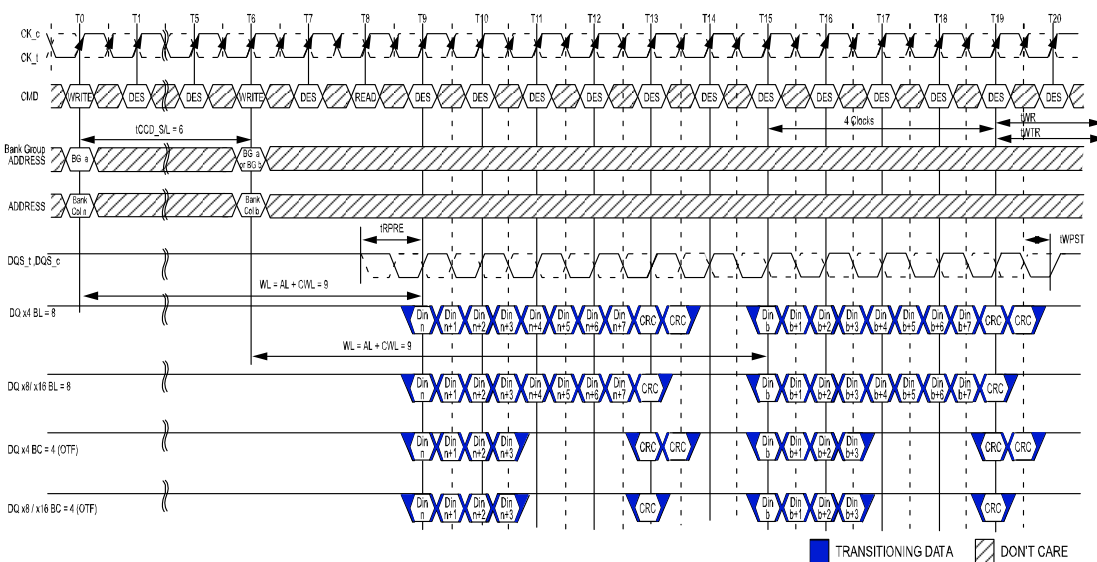 T0 T1 T5 T6 T7 T8 T9 T10 T11 T12 T13 T14 T15 T16 T17 T18 T19 T20
CK_c
CK_t
CMD WRITE DES DES WRITE DES READ DES DES DES DES DES DES DES DES DES DES DES DES
tCCD_S/L = 6
4 Clocks
tWR
tWTR
Bank Group
ADDRESS
BG a
BG a
or BG b
ADDRESS
Bank
Col n
Bank
Col b
tRPRE
tWPST
DQS_t ,DQS_c
WL = AL + CWL = 9
DQ x4 BL = 8
Din n Din n+1 Din n+2 Din n+3 Din n+4 Din n+5 Din n+6 Din n+7 CRC CRC Din b Din b+1 Din b+2 Din b+3 Din b+4 Din b+5 Din b+6 Din b+7 CRC CRC
WL = AL + CWL = 9
DQ x8/ x16 BL = 8
Din n Din n+1 Din n+2 Din n+3 Din n+4 Din n+5 Din n+6 Din n+7 CRC Din b Din b+1 Din b+2 Din b+3 Din b+4 Din b+5 Din b+6 Din b+7 CRC
DQ x4 BC = 4 (OTF)
Din n Din n+1 Din n+2 Din n+3 CRC CRC Din b Din b+1 Din b+2 Din b+3 CRC CRC
DQ x8 / x16 BC = 4 (OTF)
Din n Din n+1 Din n+2 Din n+3 CRC Din b Din b+1 Din b+2 Din b+3 CRC
TRANSITIONING DATA
DON'T CARE